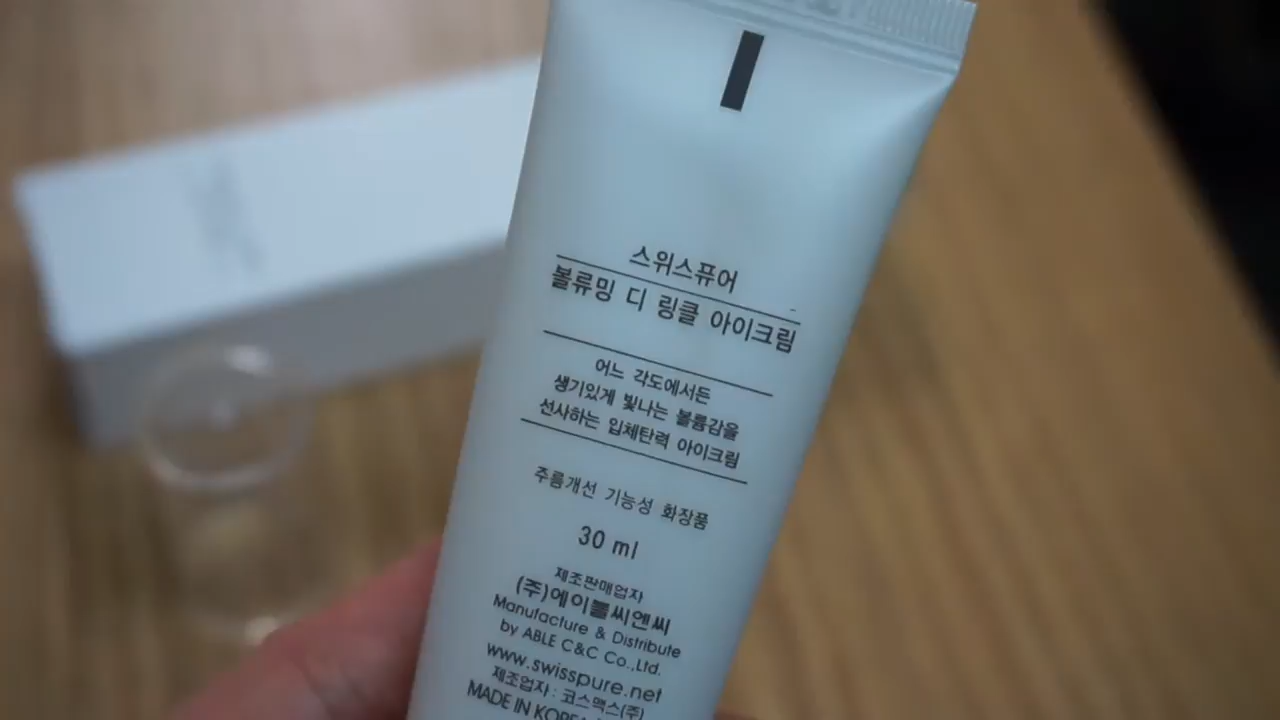 스위스퓨어
볼류밍 디 링클 아이크림
어느 각도에서든
생기있게 빛나는 볼륨감을
선사하는 입체탄력 아이크림
주름개선 기능성 화장품
30 ml
제조판매업자
(주)에이블씨엔씨
Manufacture & Distribute
by ABLE C&C Co.,Ltd.
www.swisspure.net
제조업자 : 코스맥스(주)
MADE IN KOREA